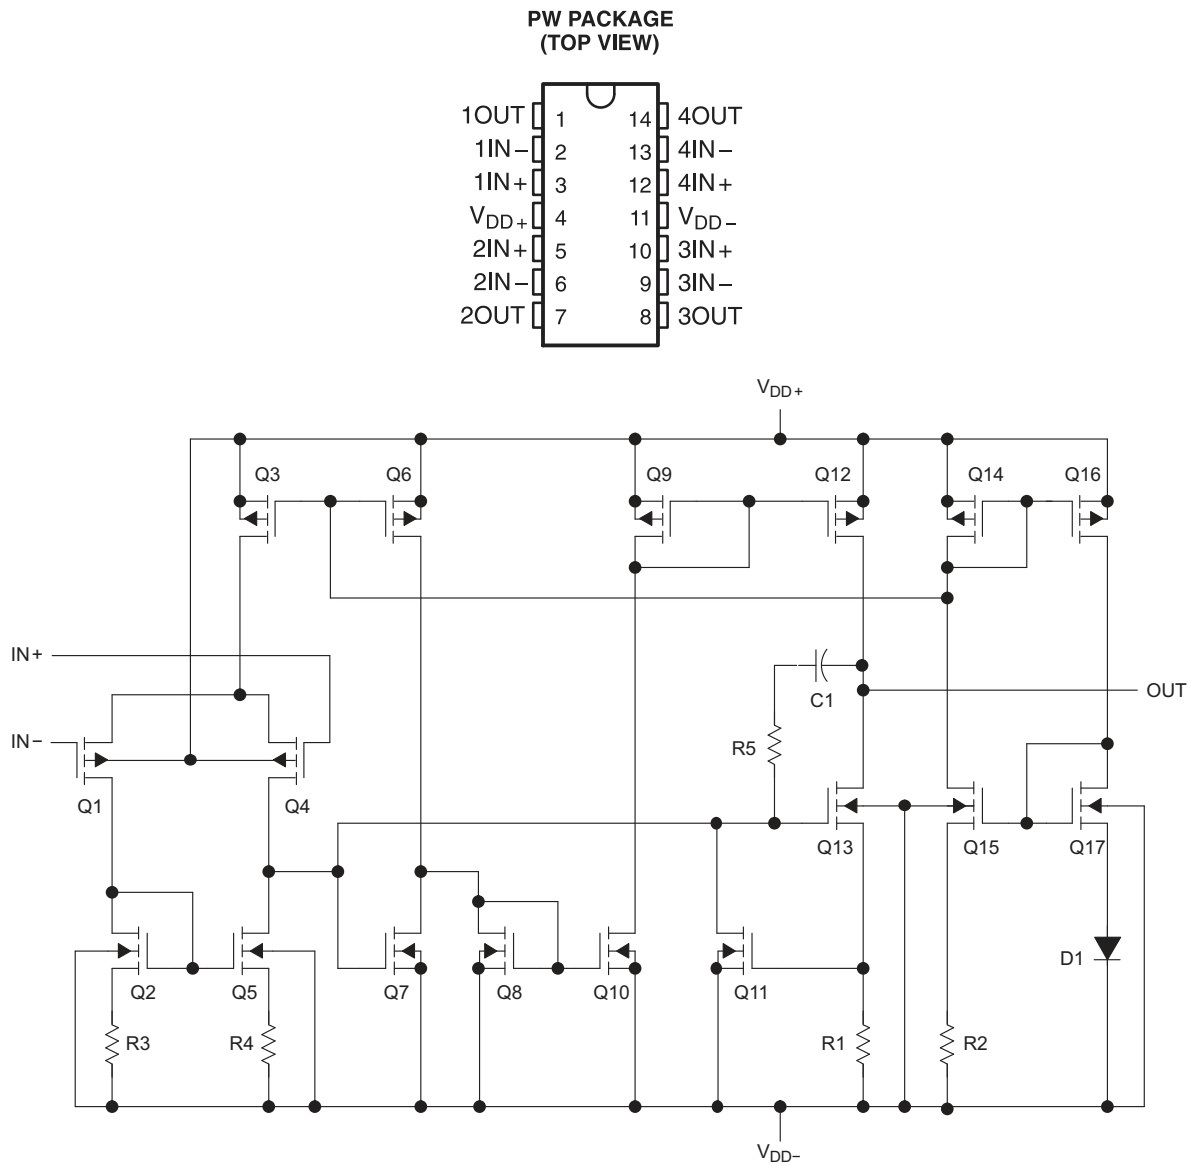 PW PACKAGE
(TOP VIEW)
1OUT 1 14 4OUT
1IN− 2 13 4IN−
1IN+ 3 12 4IN+
VDD+ 4 11 VDD−
2IN+ 5 10 3IN+
2IN− 6 9 3IN−
2OUT 7 8 3OUT
VDD+
Q3 Q6 Q9 Q12 Q14 Q16
IN+
OUT
C1
IN−
R5
Q1 Q4
Q13 Q15 Q17
D1
Q2 Q5 Q7 Q8 Q10 Q11
R3 R4 R1 R2
VDD−